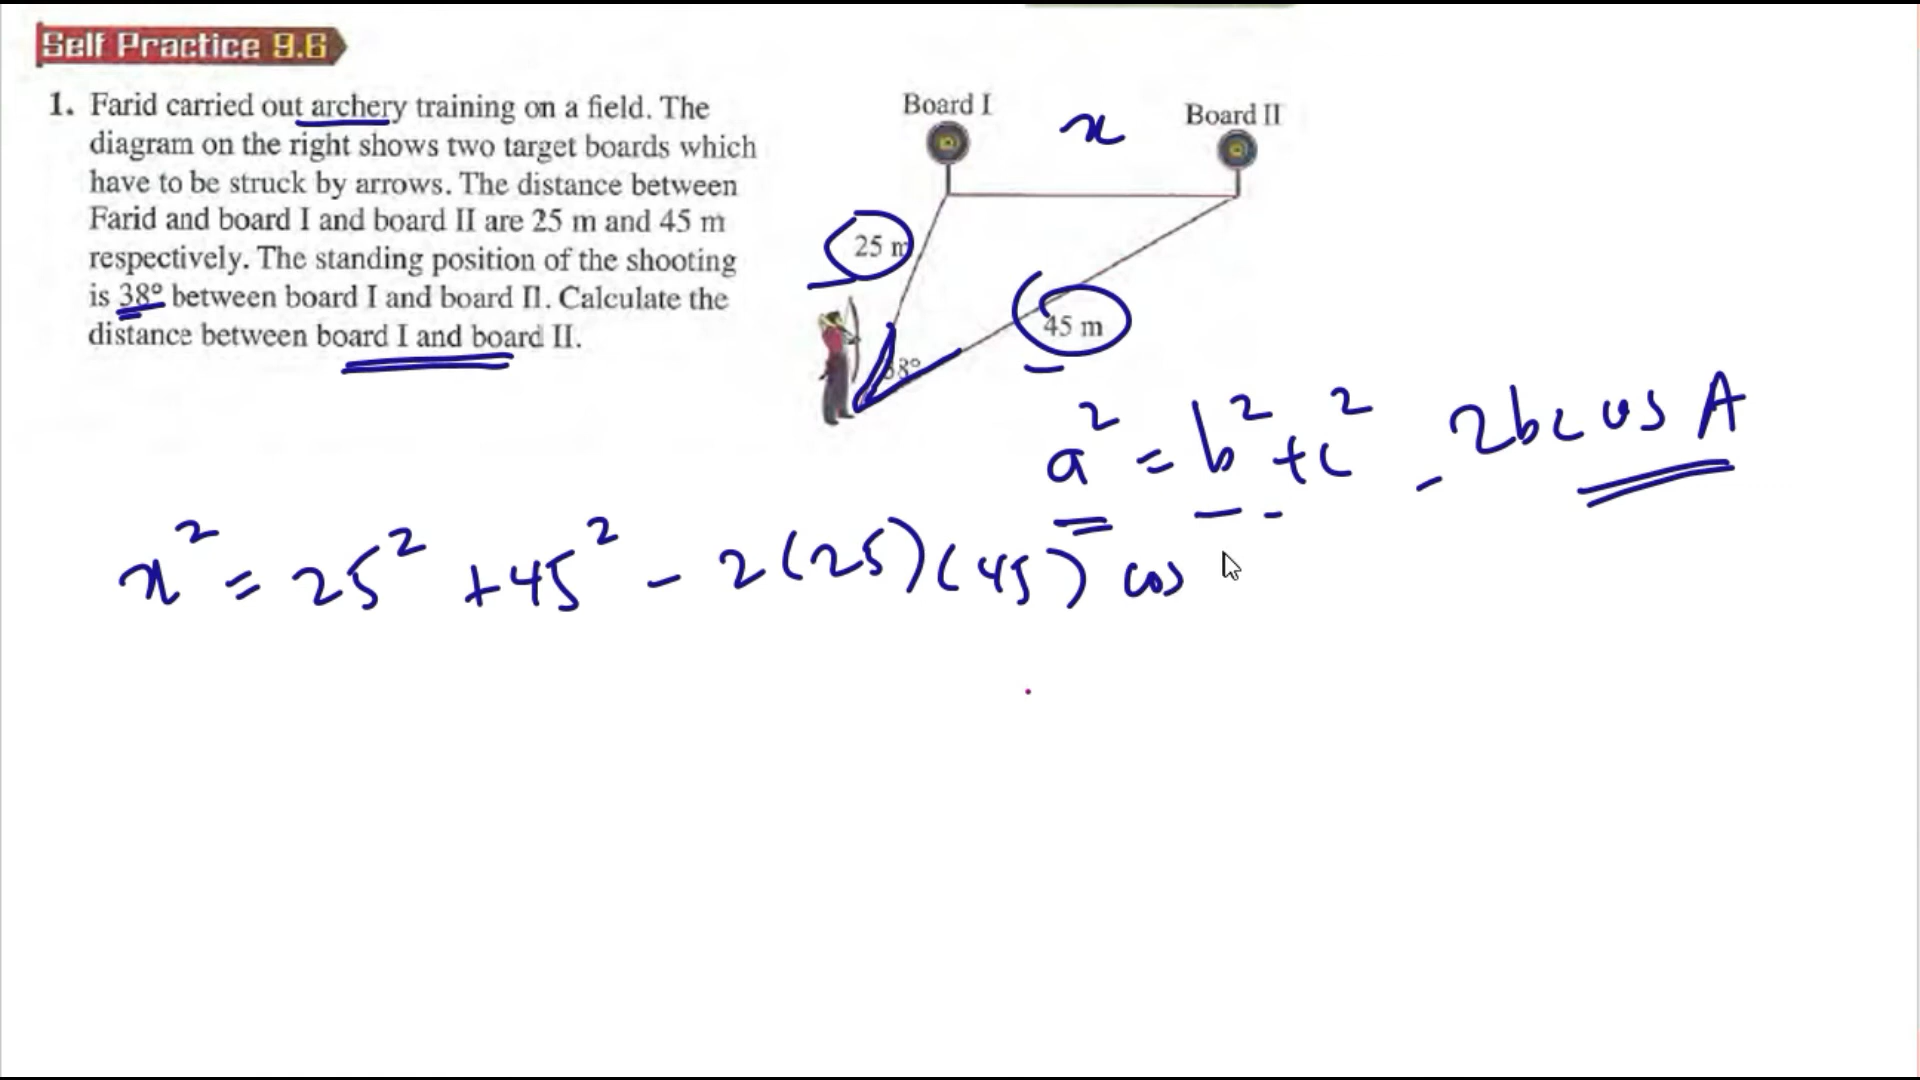 Self Practice 9.6
1. Farid carried out archery training on a field. The
diagram on the right shows two target boards which
have to be struck by arrows. The distance between
Farid and board I and board II are 25 m and 45 m
respectively. The standing position of the shooting
is 38° between board I and board II. Calculate the
distance between board I and board II.
Board I
x
Board II
25 m
45 m
38°
a² = b² + c² - 2bc cos A
x² = 25² + 45² - 2(25)(45) cos